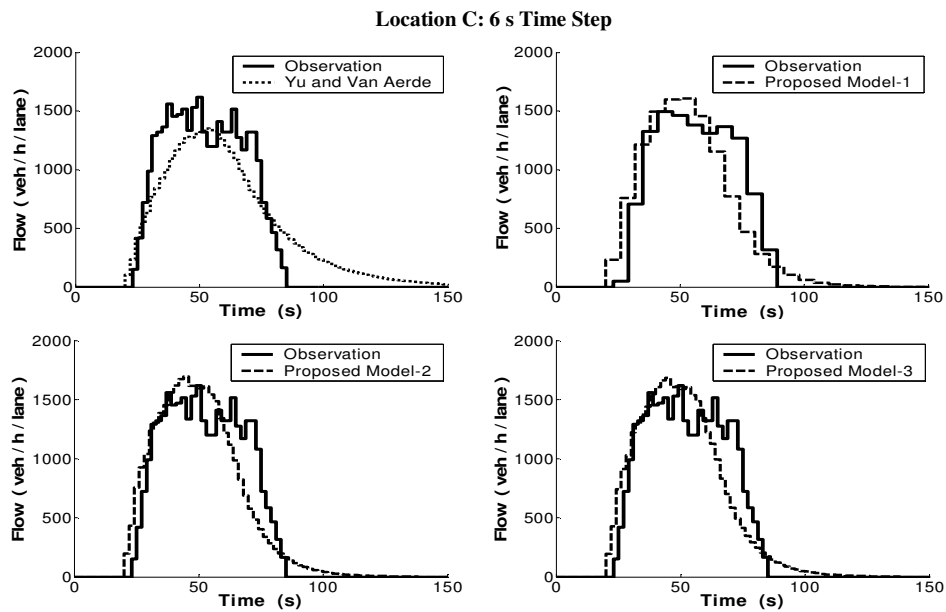 Location C: 6 s Time Step
2000
1500
1000
500
0
Flow ( veh / h / lane)
Observation
Yu and Van Aerde
0 50 100 150
Time (s)
2000
1500
1000
500
0
Flow ( veh / h / lane)
Observation
Proposed Model-1
0 50 100 150
Time (s)
2000
1500
1000
500
0
Flow ( veh / h / lane)
Observation
Proposed Model-2
0 50 100 150
Time (s)
2000
1500
1000
500
0
Flow ( veh / h / lane)
Observation
Proposed Model-3
0 50 100 150
Time (s)